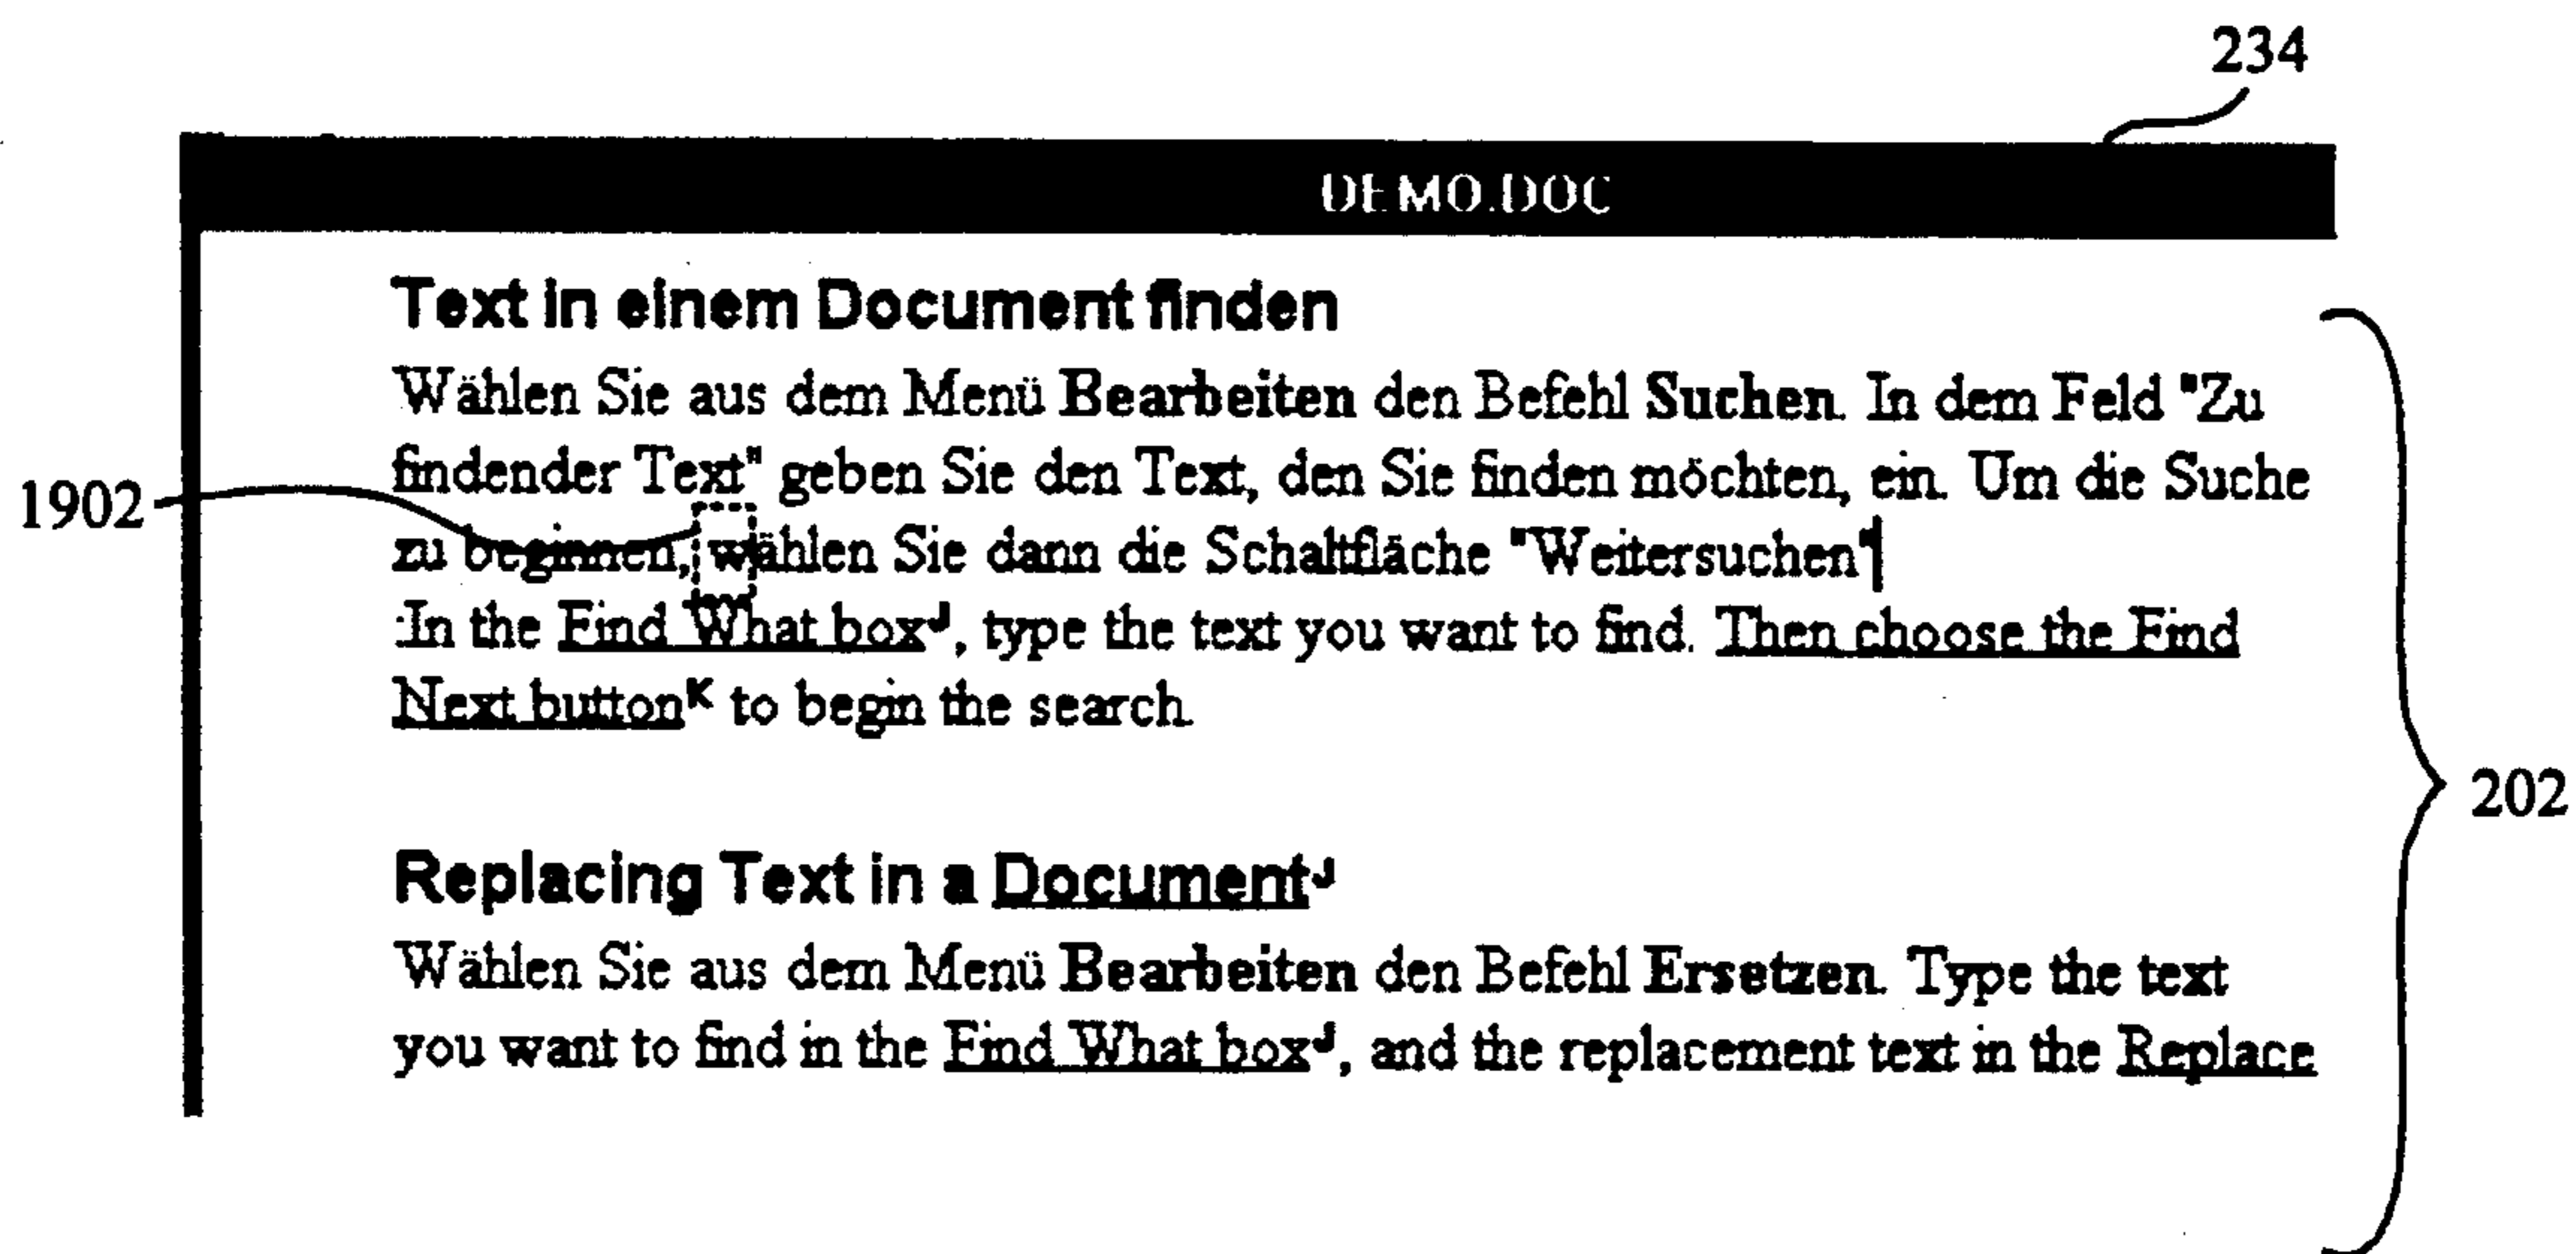 234
DEMO.DOC
Text in einem Document finden
Wählen Sie aus dem Menü Bearbeiten den Befehl Suchen. In dem Feld "Zu
findender Text" geben Sie den Text, den Sie finden möchten, ein. Um die Suche
1902
zu beginnen, wählen Sie dann die Schaltfläche "Weitersuchen"
In the Find What box┘, type the text you want to find. Then choose the Find
Next button K to begin the search.
202
Replacing Text in a Document┘
Wählen Sie aus dem Menü Bearbeiten den Befehl Ersetzen. Type the text
you want to find in the Find What box┘, and the replacement text in the Replace